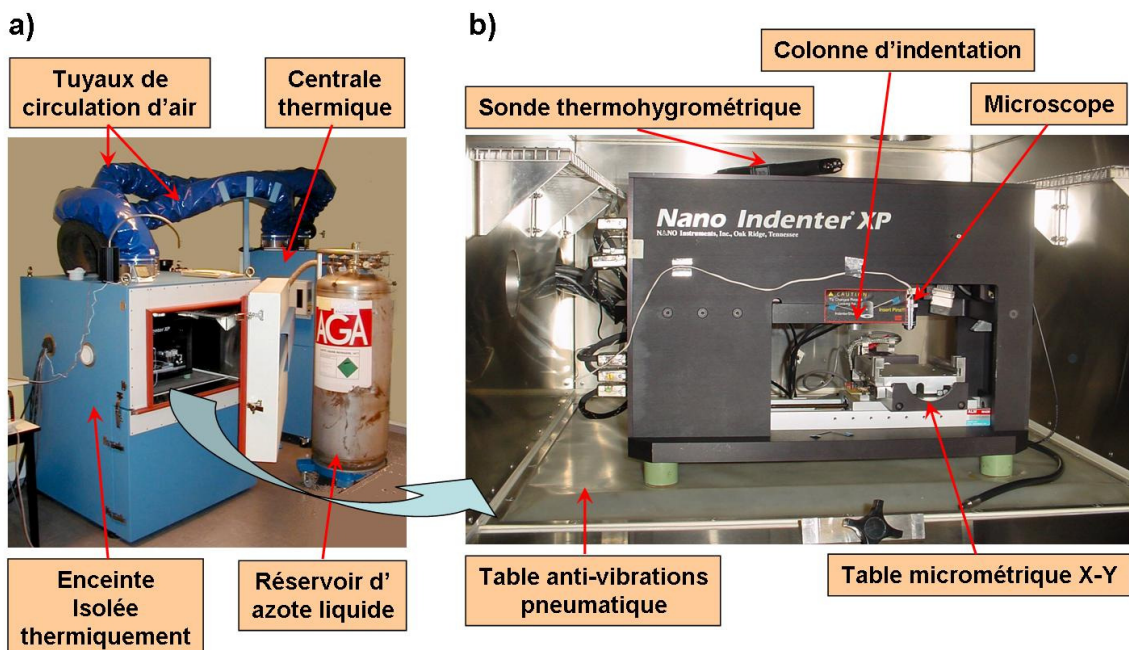 a)
Tuyaux de
circulation d'air
Centrale
thermique
AGA
Enceinte
Isolée
thermiquement
Réservoir d'
azote liquide
b)
Colonne d'indentation
Sonde thermohygrométrique
Microscope
Nano Indenter XP
NANO Instruments, Inc., Oak Ridge, Tennessee
CAUTION
Table anti-vibrations
pneumatique
Table micrométrique X-Y